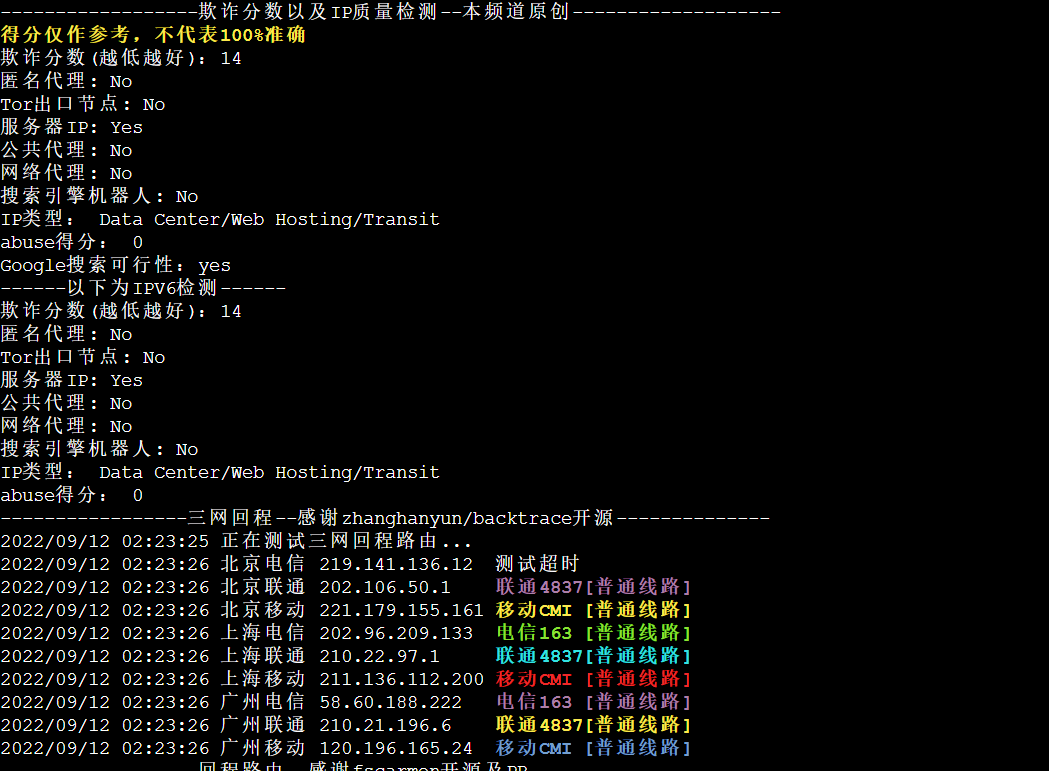 ------------------欺诈分数以及IP质量检测--本频道原创-------------------
得分仅作参考，不代表100%准确
欺诈分数(越低越好)：14
匿名代理：No
Tor出口节点：No
服务器IP：Yes
公共代理：No
网络代理：No
搜索引擎机器人：No
IP类型： Data Center/Web Hosting/Transit
abuse得分： 0
Google搜索可行性：yes
------以下为IPV6检测------
欺诈分数(越低越好)：14
匿名代理：No
Tor出口节点：No
服务器IP：Yes
公共代理：No
网络代理：No
搜索引擎机器人：No
IP类型： Data Center/Web Hosting/Transit
abuse得分： 0
-----------------三网回程--感谢zhanghanyun/backtrace开源--------------
2022/09/12 02:23:25 正在测试三网回程路由...
2022/09/12 02:23:26 北京电信 219.141.136.12  测试超时
2022/09/12 02:23:26 北京联通 202.106.50.1    联通4837[普通线路]
2022/09/12 02:23:26 北京移动 221.179.155.161 移动CMI [普通线路]
2022/09/12 02:23:26 上海电信 202.96.209.133  电信163 [普通线路]
2022/09/12 02:23:26 上海联通 210.22.97.1     联通4837[普通线路]
2022/09/12 02:23:26 上海移动 211.136.112.200 移动CMI [普通线路]
2022/09/12 02:23:26 广州电信 58.60.188.222   电信163 [普通线路]
2022/09/12 02:23:26 广州联通 210.21.196.6    联通4837[普通线路]
2022/09/12 02:23:26 广州移动 120.196.165.24  移动CMI [普通线路]